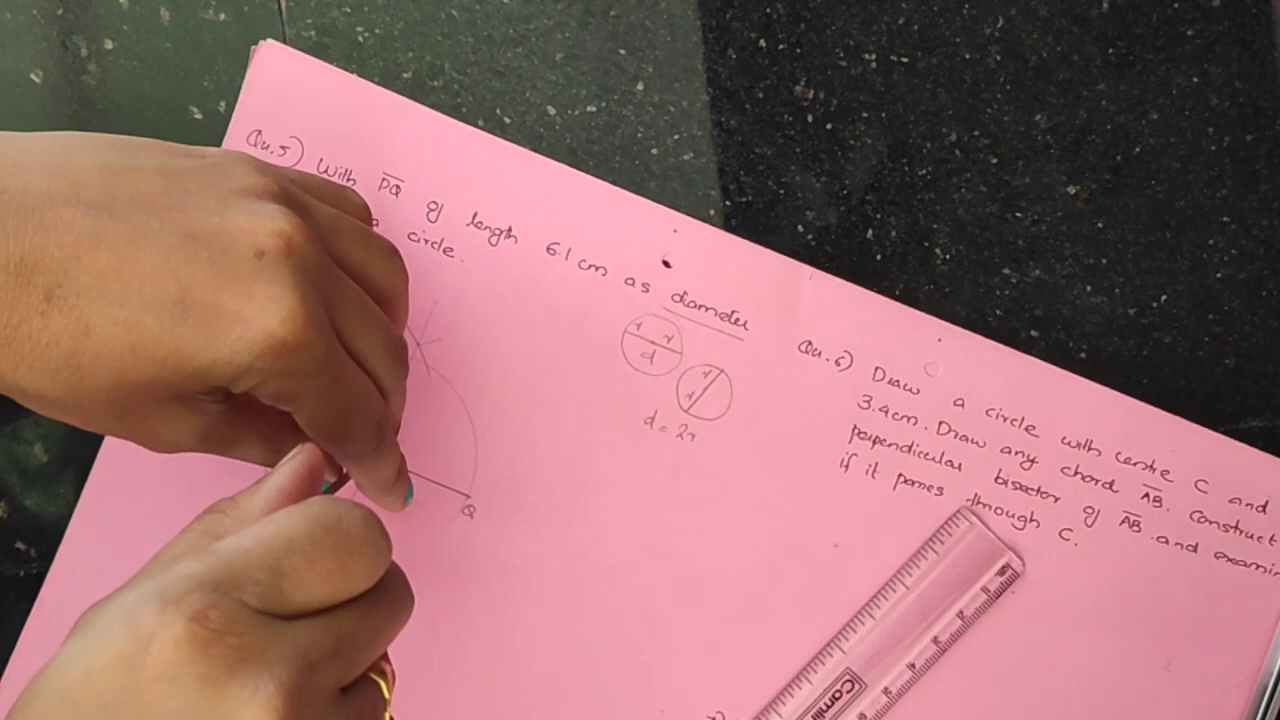 Qu.5) With PQ of length 6.1 cm as diameter
a circle.
r r
d
r
r
d = 2r
Q
Qu.6) Draw a circle with centre C and
3.4cm. Draw any chord AB. Construct
perpendicular bisector of AB and examin
if it passes through C.
Camlin